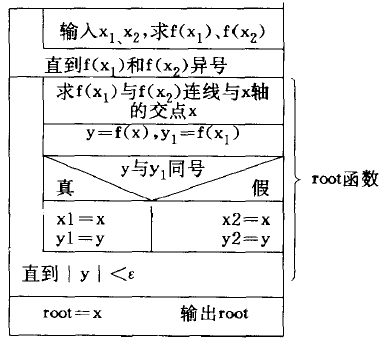 输入x₁、x₂,求f(x₁)、f(x₂)
直到f(x₁)和f(x₂)异号
求f(x₁)与f(x₂)连线与x轴
的交点x
y=f(x),y₁=f(x₁)
y与y₁同号
真 假
root函数
x1=x x2=x
y1=y y2=y
直到|y|<ε
root=x 输出root